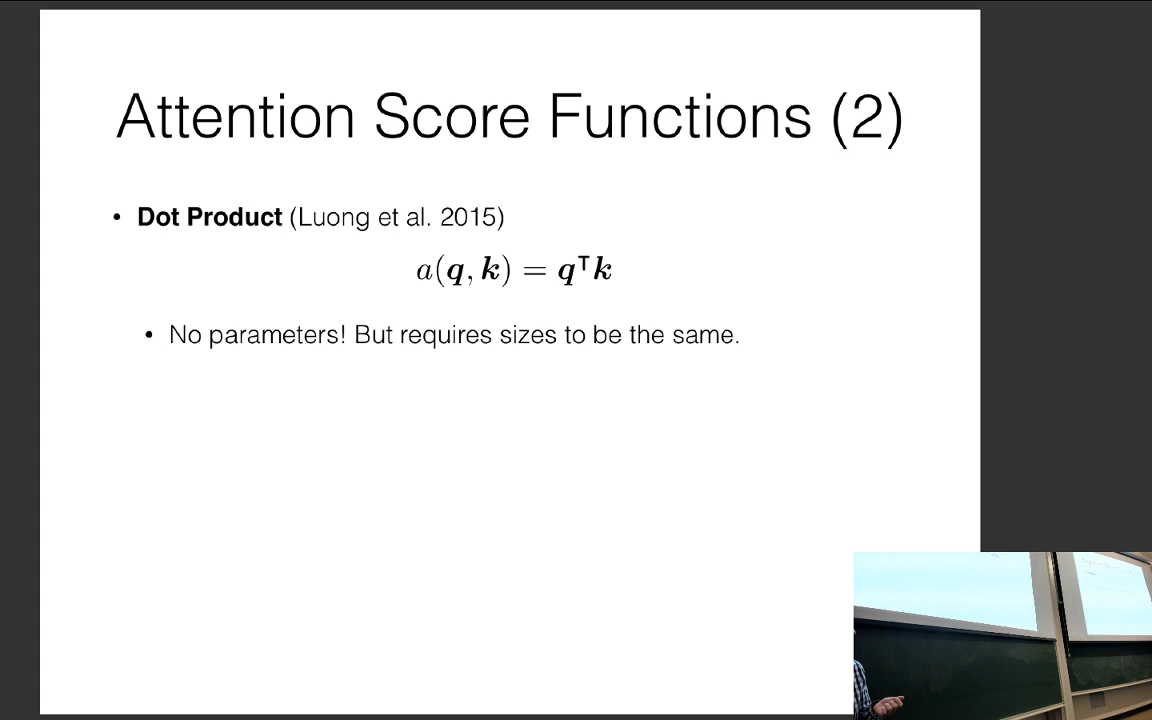 Attention Score Functions (2)
• Dot Product (Luong et al. 2015)
a(q, k) = q⊤k
• No parameters! But requires sizes to be the same.